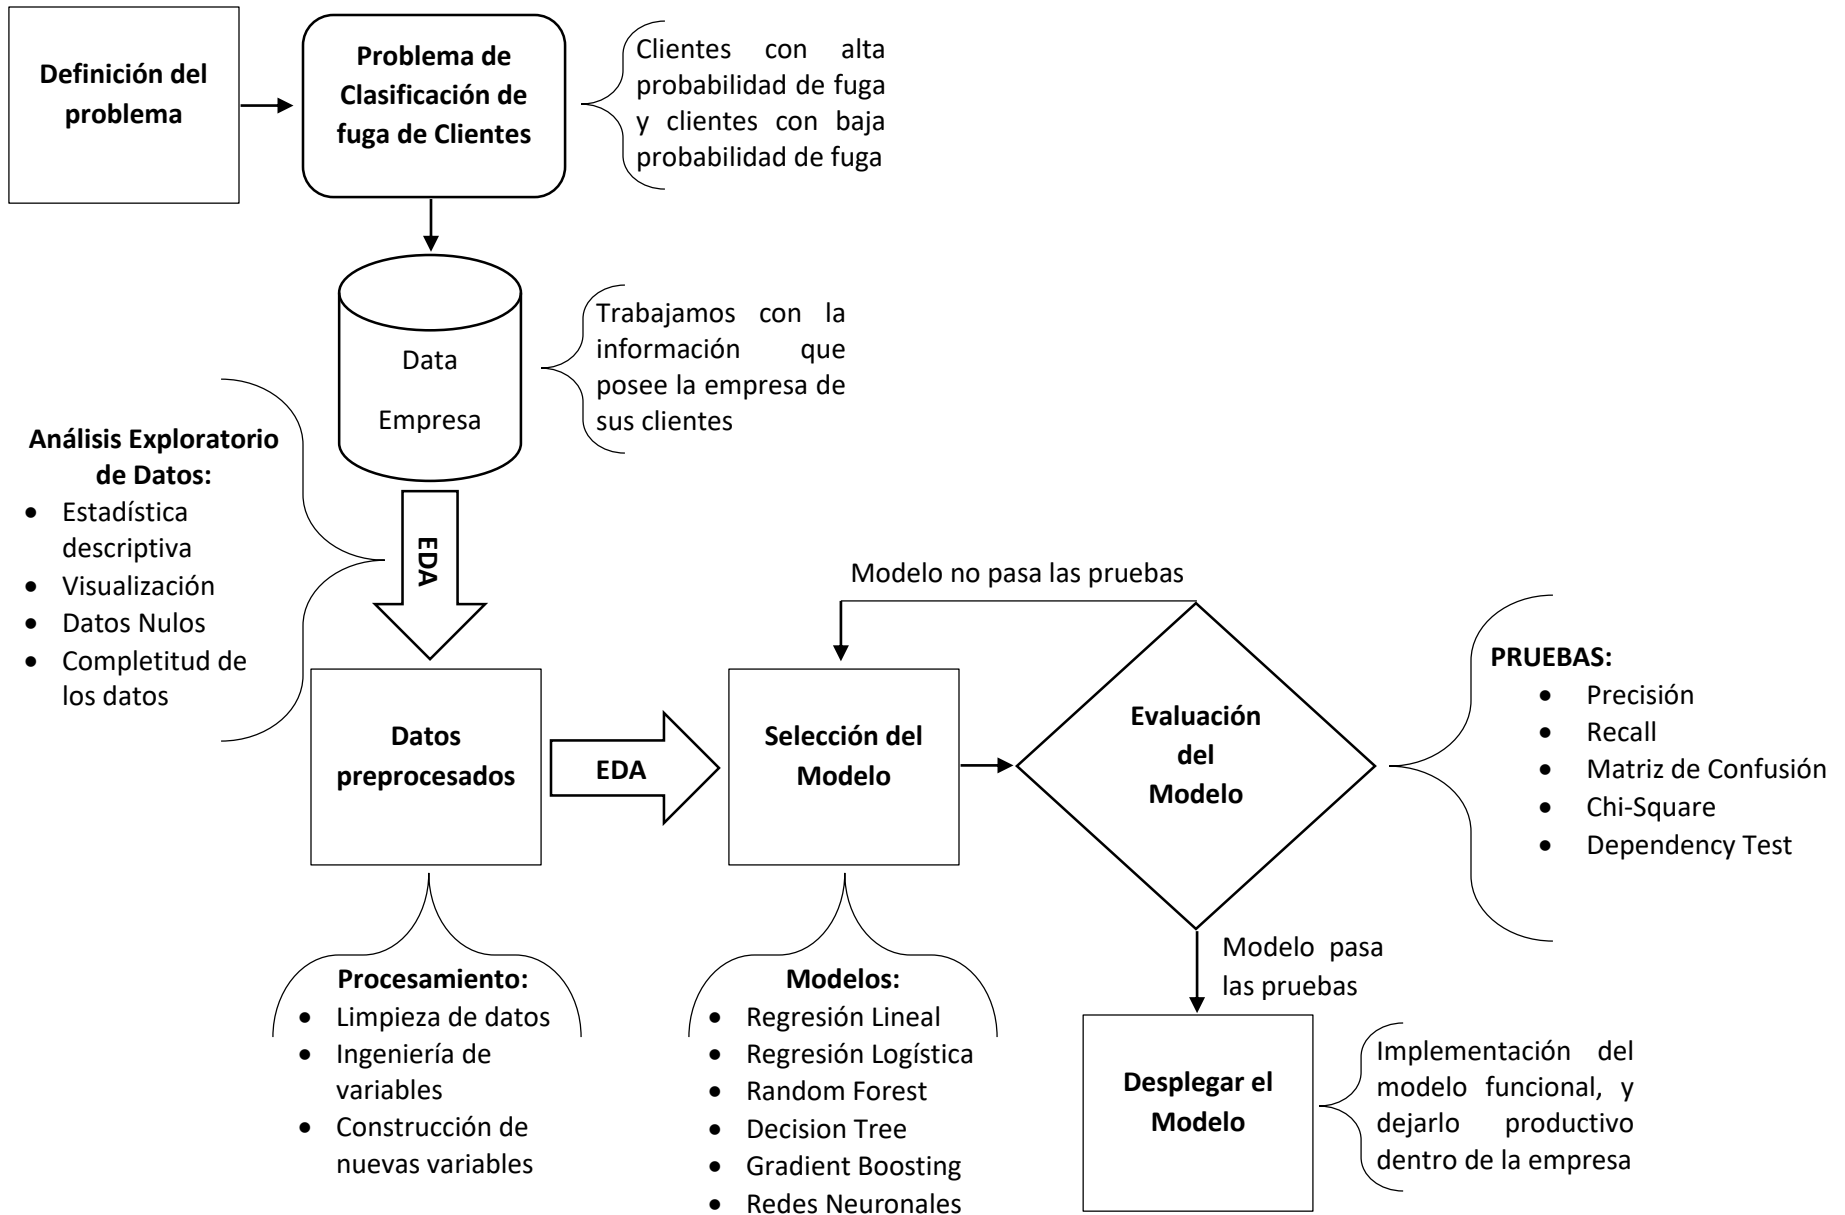 Definición del
problema
Problema de
Clasificación de
fuga de Clientes
Clientes con alta
probabilidad de fuga
y clientes con baja
probabilidad de fuga
Data
Empresa
Trabajamos con la
información que
posee la empresa de
sus clientes
Análisis Exploratorio
de Datos:
• Estadística
descriptiva
• Visualización
• Datos Nulos
• Completitud de
los datos
EDA
Datos
preprocesados
EDA
Procesamiento:
• Limpieza de datos
• Ingeniería de
variables
• Construcción de
nuevas variables
Modelo no pasa las pruebas
Selección del
Modelo
Modelos:
• Regresión Lineal
• Regresión Logística
• Random Forest
• Decision Tree
• Gradient Boosting
• Redes Neuronales
Evaluación
del
Modelo
PRUEBAS:
• Precisión
• Recall
• Matriz de Confusión
• Chi-Square
• Dependency Test
Modelo pasa
las pruebas
Desplegar el
Modelo
Implementación del
modelo funcional, y
dejarlo productivo
dentro de la empresa